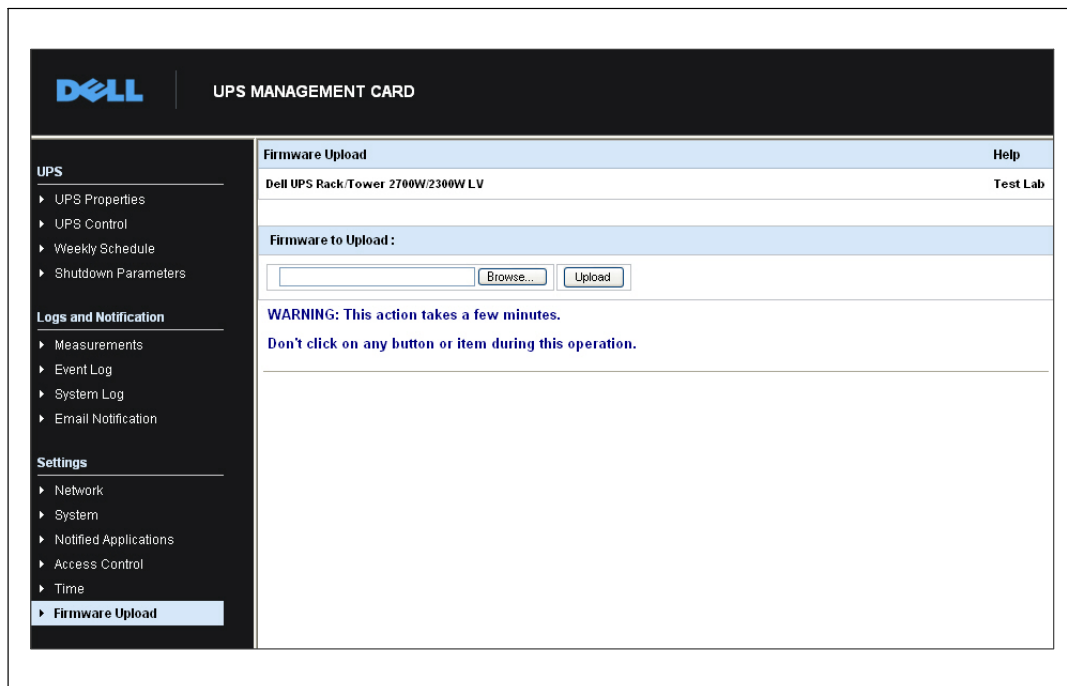 DELL
UPS MANAGEMENT CARD
UPS
UPS Properties
UPS Control
Weekly Schedule
Shutdown Parameters
Logs and Notification
Measurements
Event Log
System Log
Email Notification
Settings
Network
System
Notified Applications
Access Control
Time
Firmware Upload
Firmware Upload Help
Dell UPS Rack/Tower 2700W/2300W LV Test Lab
Firmware to Upload :
Browse... Upload
WARNING: This action takes a few minutes.
Don't click on any button or item during this operation.